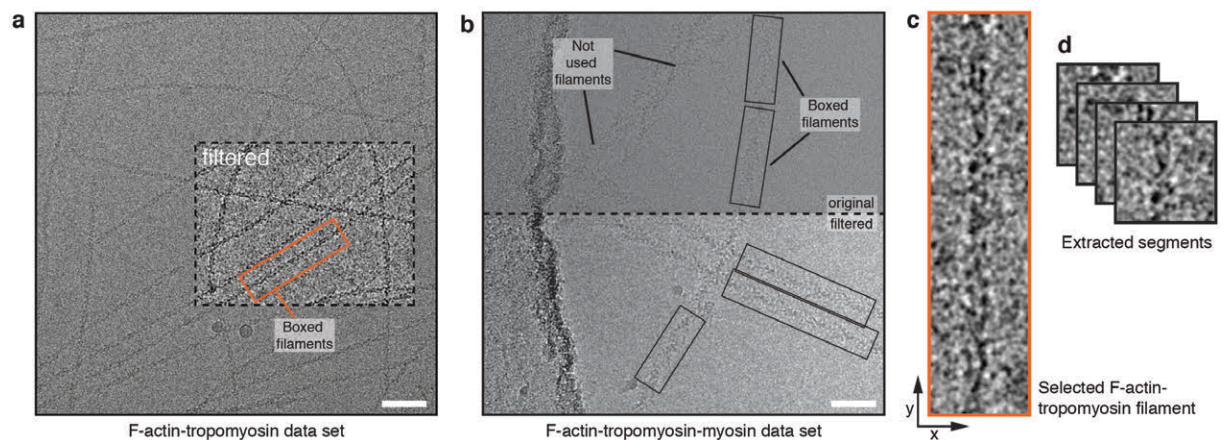 a
filtered
Boxed
filaments
F-actin-tropomyosin data set
b
Not
used
filaments
Boxed
filaments
original
filtered
F-actin-tropomyosin-myosin data set
c
y
x
Selected F-actin-
tropomyosin filament
d
Extracted segments